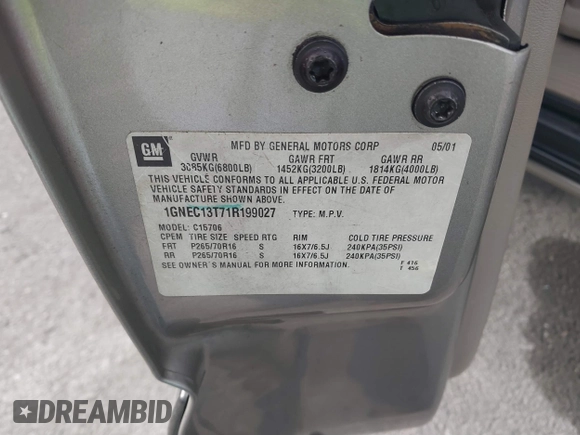 GM
MFD BY GENERAL MOTORS CORP 05/01
GVWR GAWR FRT GAWR RR
3085KG(6800LB) 1452KG(3200LB) 1814KG(4000LB)
THIS VEHICLE CONFORMS TO ALL APPLICABLE U.S. FEDERAL MOTOR
VEHICLE SAFETY STANDARDS IN EFFECT ON THE DATE OF
MANUFACTURE SHOWN ABOVE.
1GNEC13T71R199027 TYPE: M.P.V.
MODEL: C15706
CPEM TIRE SIZE SPEED RTG RIM COLD TIRE PRESSURE
FRT P265/70R16 S 16X7/6.5J 240KPA(35PSI)
RR P265/70R16 S 16X7/6.5J 240KPA(35PSI)
SEE OWNER'S MANUAL FOR MORE INFORMATION.
F 416
T 456
DREAMBID